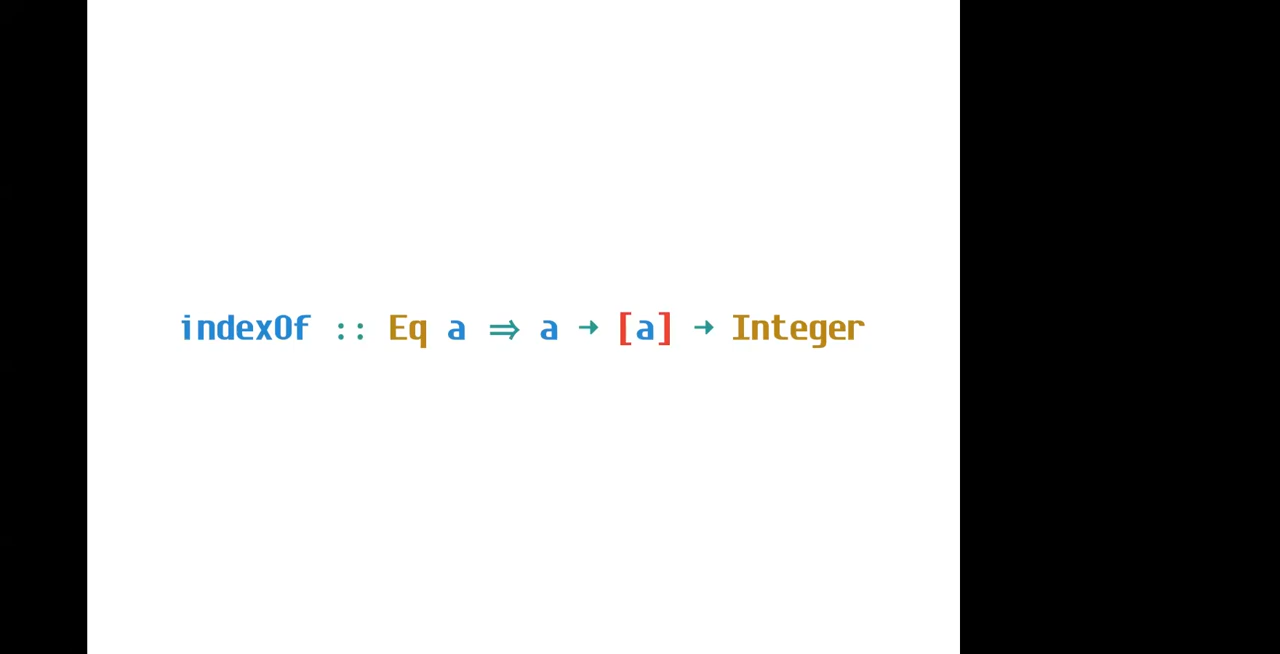 indexOf :: Eq a ⇒ a → [a] → Integer